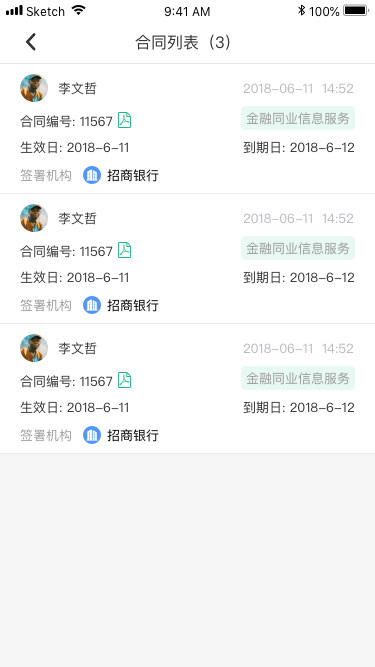 Sketch 9:41 AM 100%
合同列表（3）
李文哲 2018-06-11 14:52
合同编号: 11567 金融同业信息服务
生效日: 2018-6-11 到期日: 2018-6-12
签署机构 招商银行
李文哲 2018-06-11 14:52
合同编号: 11567 金融同业信息服务
生效日: 2018-6-11 到期日: 2018-6-12
签署机构 招商银行
李文哲 2018-06-11 14:52
合同编号: 11567 金融同业信息服务
生效日: 2018-6-11 到期日: 2018-6-12
签署机构 招商银行